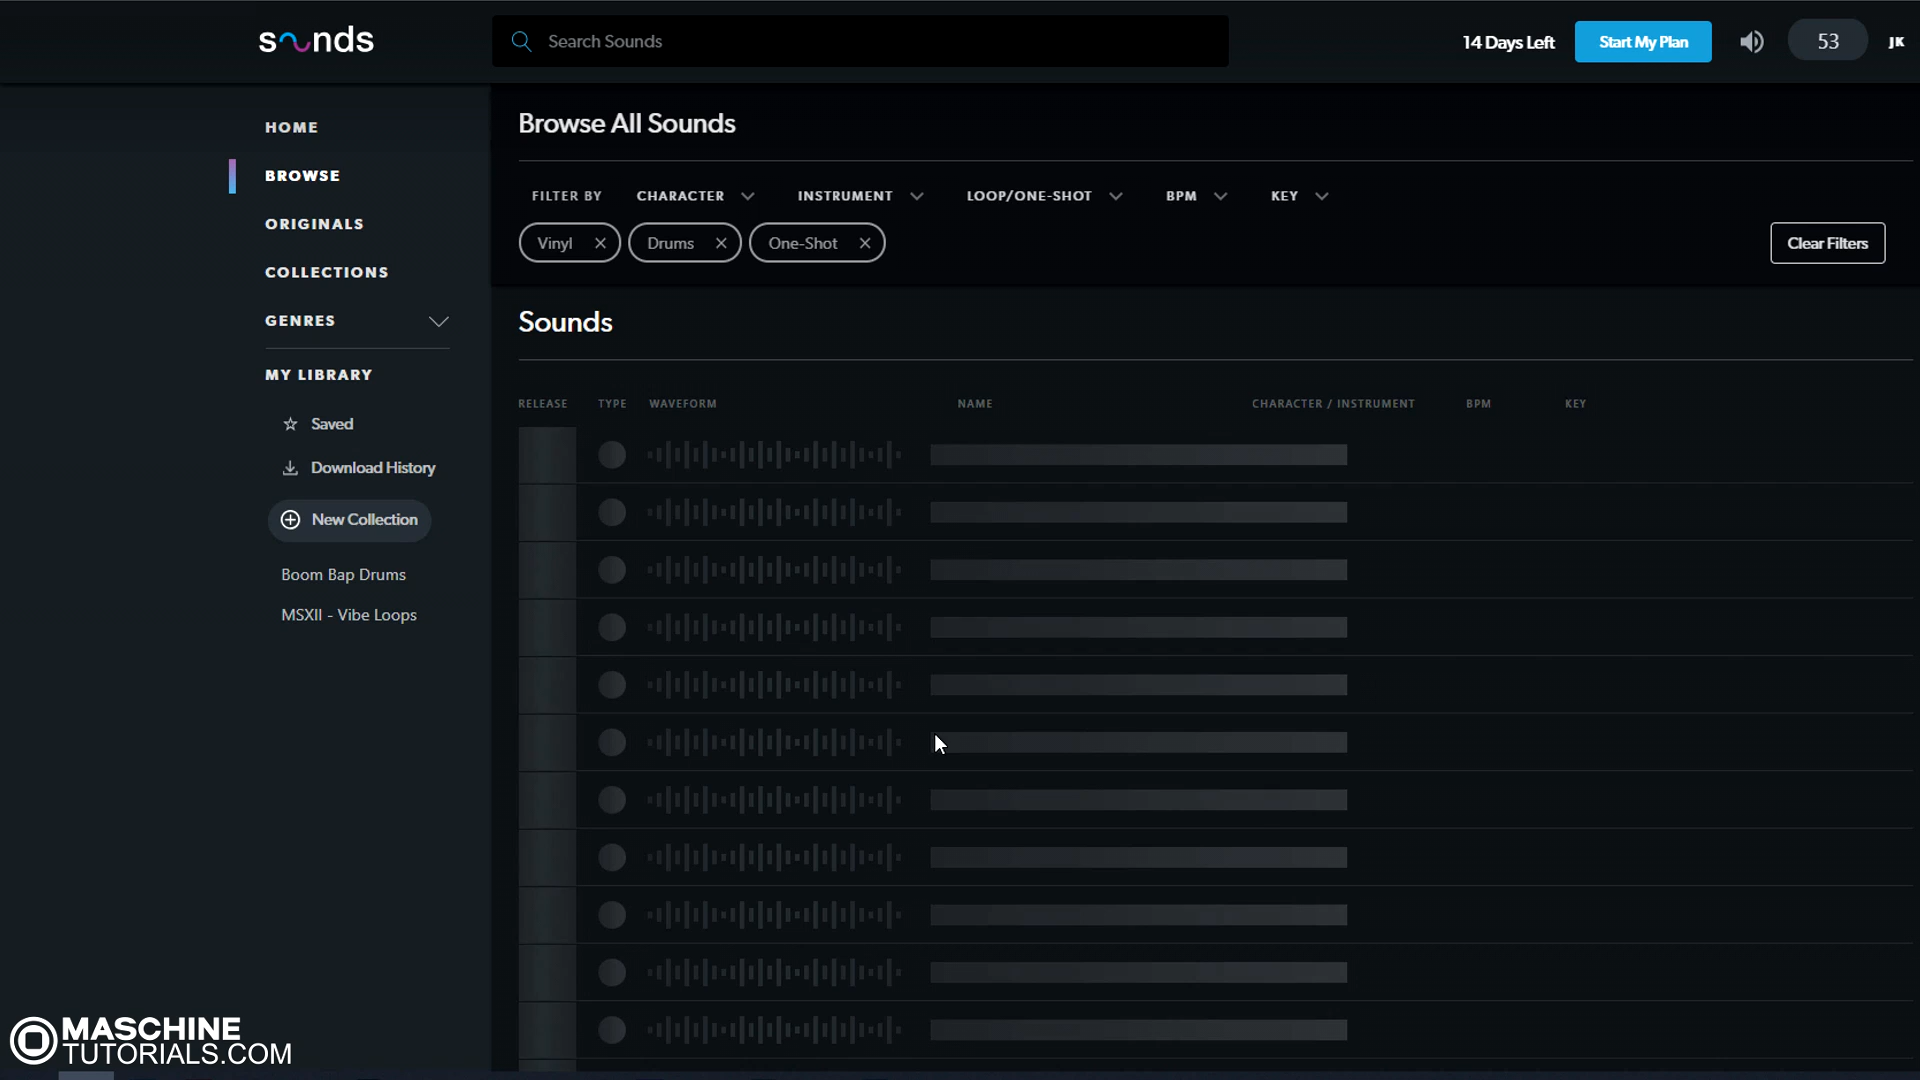 sounds
Search Sounds
14 Days Left
Start My Plan
53
JK
HOME
BROWSE
ORIGINALS
COLLECTIONS
GENRES
MY LIBRARY
Saved
Download History
New Collection
Boom Bap Drums
MSXII - Vibe Loops
Browse All Sounds
FILTER BY CHARACTER INSTRUMENT LOOP/ONE-SHOT BPM KEY
Vinyl Drums One-Shot
Clear Filters
Sounds
RELEASE TYPE WAVEFORM NAME CHARACTER / INSTRUMENT BPM KEY
MASCHINE
TUTORIALS.COM